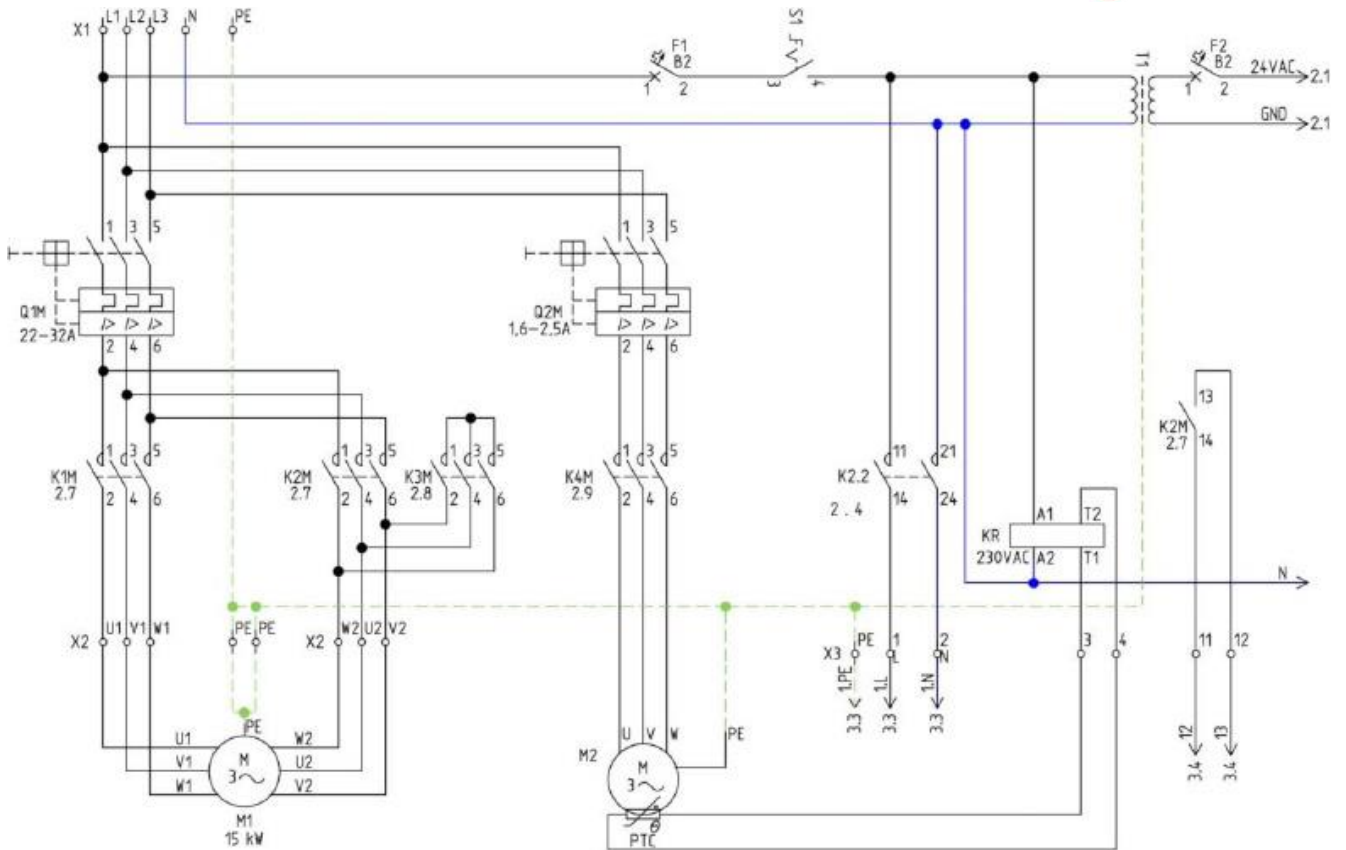 X1 L1 L2 L3 N PE
F1
B2
1 2
S1
3 4
T1
F2
B2
1 2
24VAC 2.1
GND 2.1
1 3 5
Q1M
22-32A
2 4 6
1 3 5
Q2M
1,6-2,5A
2 4 6
1 3 5
K1M
2.7
2 4 6
1 3 5
K2M
2.7
2 4 6
1 3 5
K3M
2.8
2 4 6
1 3 5
K4M
2.9
2 4 6
11 21
K2.2
2.4
14 24
13
K2M
2.7
14
A1 T2
KR
230VAC A2 T1
N
X2 U1 V1 W1
PE PE
X2 W2 U2 V2
X3 PE 1 2
L N
3 4
11 12
1.PE 1.L 1.N
3.3 3.3 3.3
12 13
3.4 3.4
PE
U1 W2
V1 U2
W1 V2
M
3~
M1
15 kW
U V W PE
M2
M
3~
θ
PTC